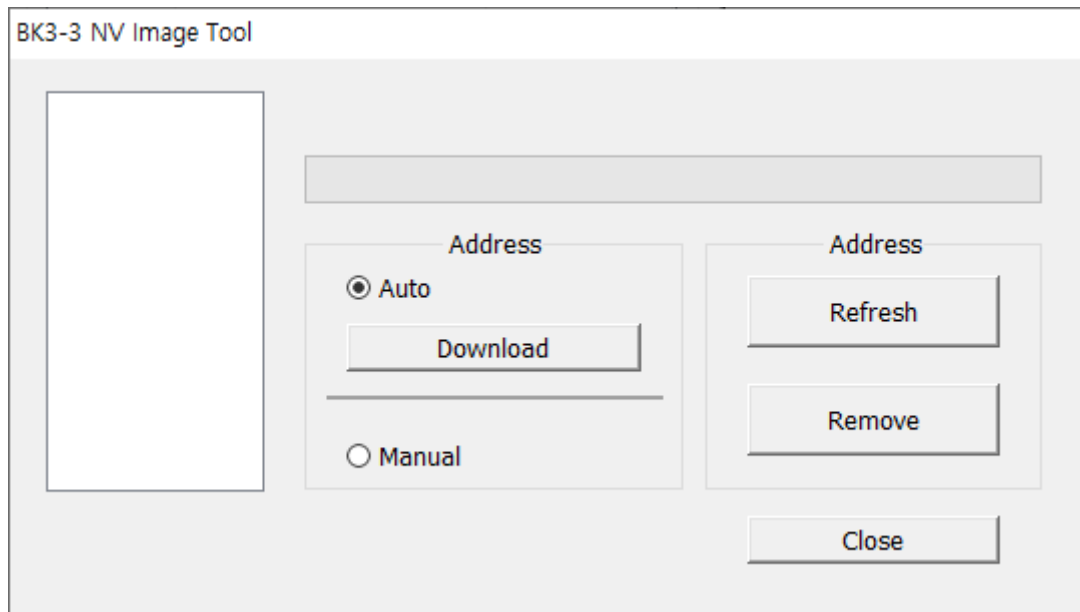 BK3-3 NV Image Tool
Address
Auto
Download
Manual
Address
Refresh
Remove
Close